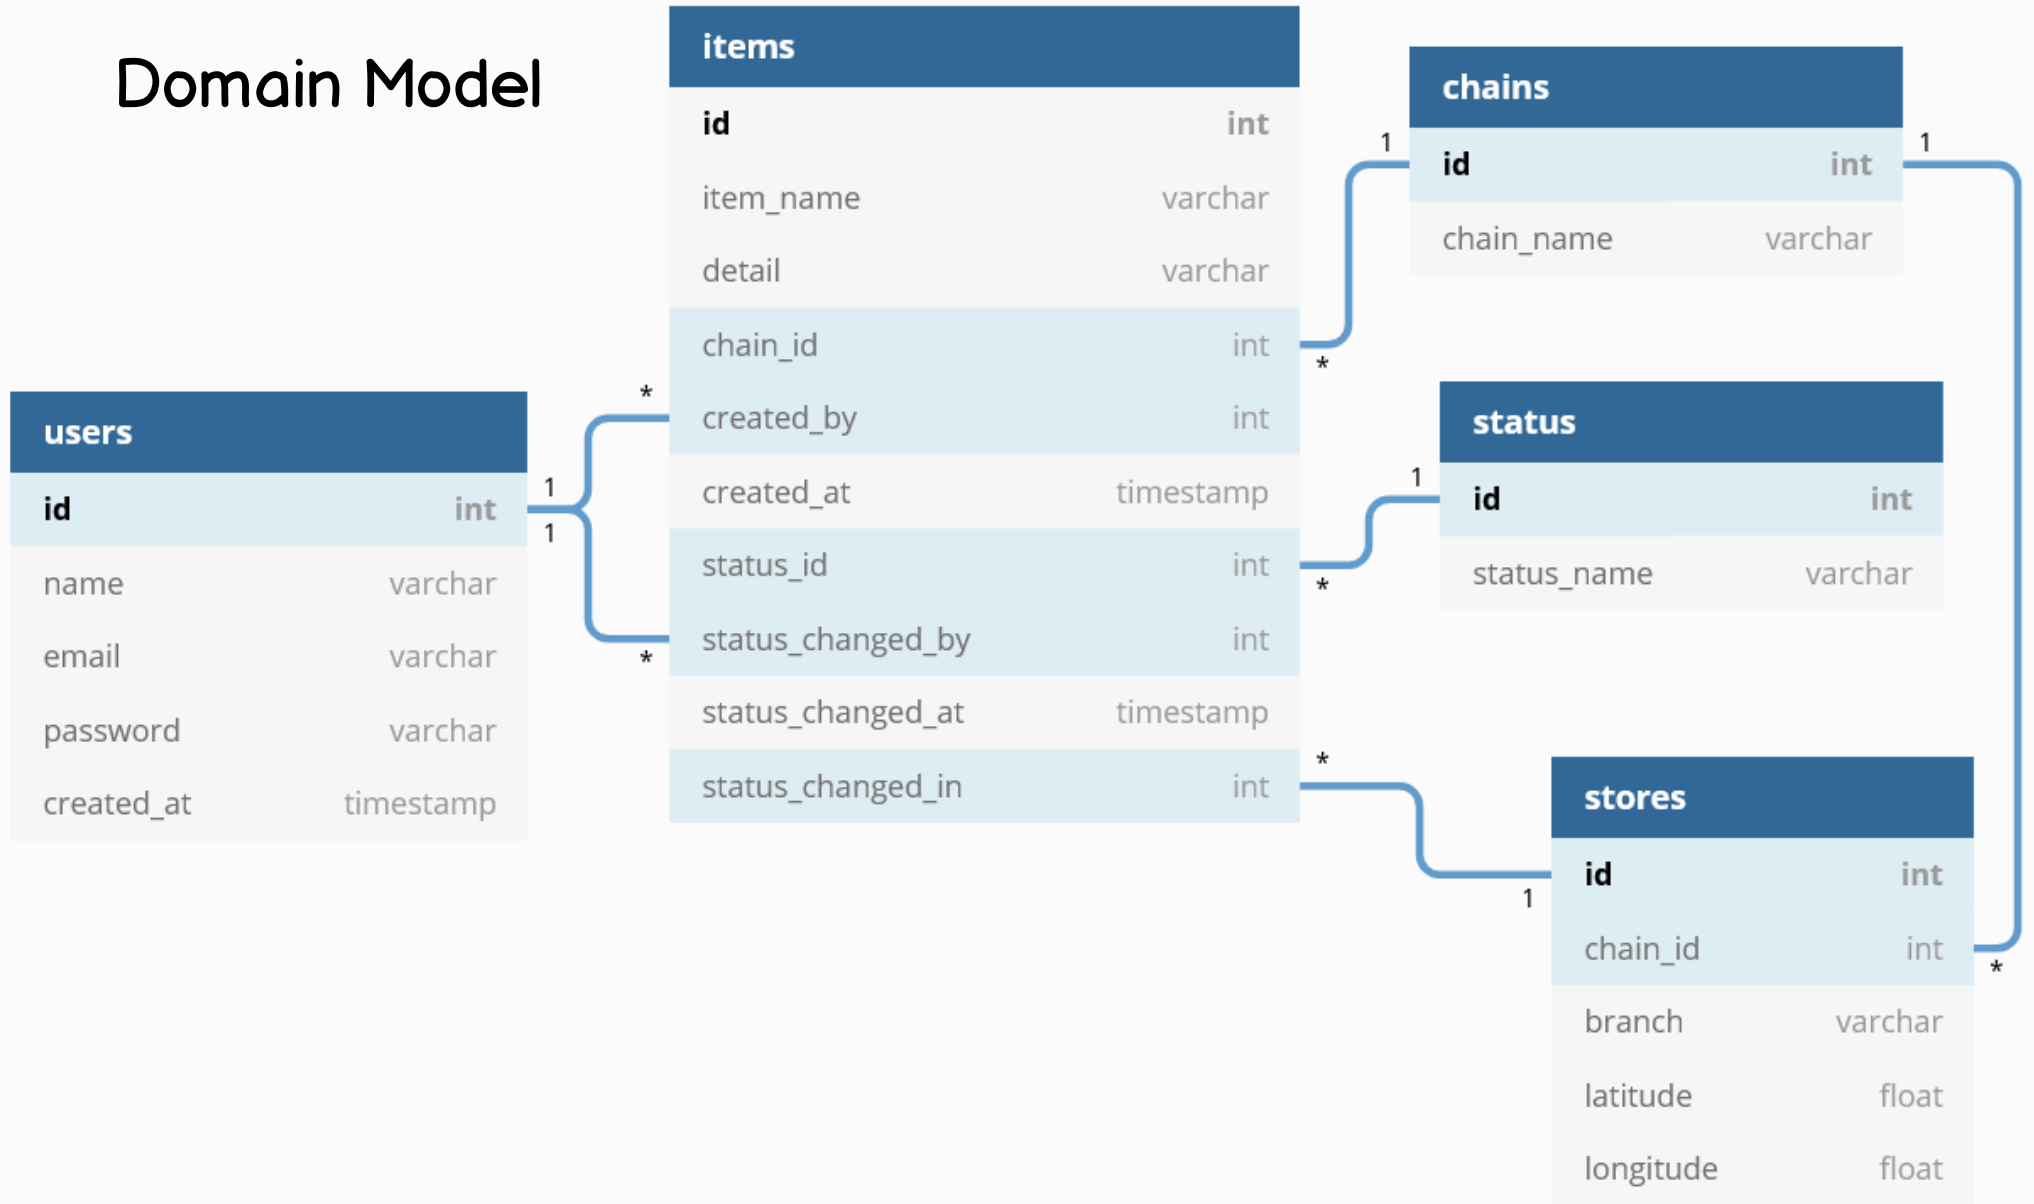 Domain Model
users
id int
name varchar
email varchar
password varchar
created_at timestamp
1
1
*
*
items
id int
item_name varchar
detail varchar
chain_id int
created_by int
created_at timestamp
status_id int
status_changed_by int
status_changed_at timestamp
status_changed_in int
*
*
*
1
chains
id int
chain_name varchar
1
1
status
id int
status_name varchar
1
stores
id int
chain_id int
branch varchar
latitude float
longitude float
*